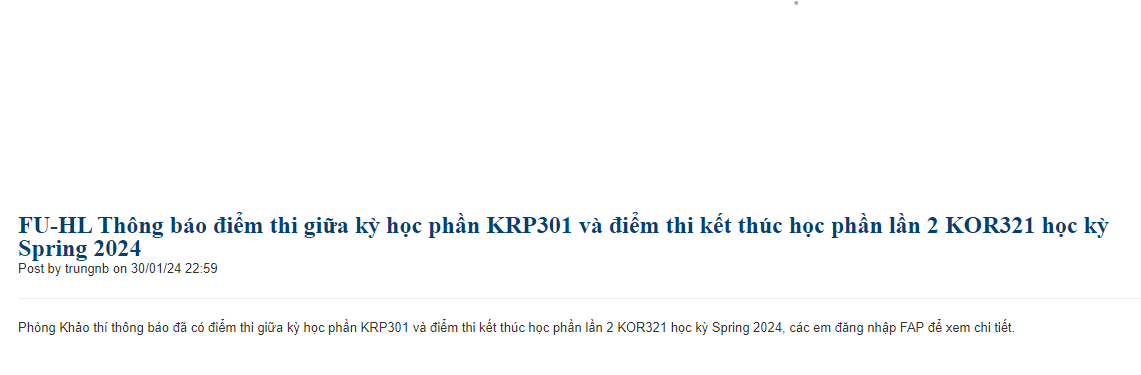 FU-HL Thông báo điểm thi giữa kỳ học phần KRP301 và điểm thi kết thúc học phần lần 2 KOR321 học kỳ
Spring 2024
Post by trungnb on 30/01/24 22:59
Phòng Khảo thí thông báo đã có điểm thi giữa kỳ học phần KRP301 và điểm thi kết thúc học phần lần 2 KOR321 học kỳ Spring 2024, các em đăng nhập FAP để xem chi tiết.